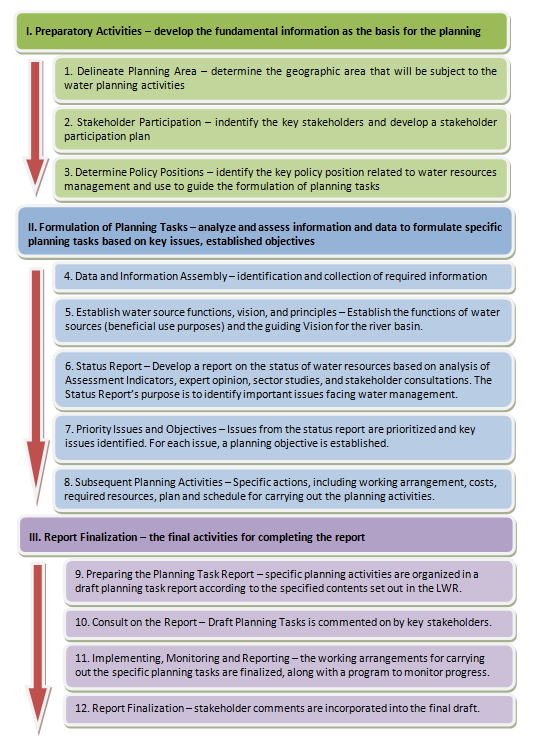 I. Preparatory Activities – develop the fundamental information as the basis for the planning
1. Delineate Planning Area – determine the geographic area that will be subject to the
water planning activities
2. Stakeholder Participation – indentify the key stakeholders and develop a stakeholder
participation plan
3. Determine Policy Positions – identify the key policy position related to water resources
management and use to guide the formulation of planning tasks
II. Formulation of Planning Tasks – analyze and assess information and data to formulate specific
planning tasks based on key issues, established objectives
4. Data and Information Assembly – identification and collection of required information
5. Establish water source functions, vision, and principles – Establish the functions of water
sources (beneficial use purposes) and the guiding Vision for the river basin.
6. Status Report – Develop a report on the status of water resources based on analysis of
Assessment Indicators, expert opinion, sector studies, and stakeholder consultations. The
Status Report's purpose is to identify important issues facing water management.
7. Priority Issues and Objectives – Issues from the status report are prioritized and key
issues identified. For each issue, a planning objective is established.
8. Subsequent Planning Activities – Specific actions, including working arrangement, costs,
required resources, plan and schedule for carrying out the planning activities.
III. Report Finalization – the final activities for completing the report
9. Preparing the Planning Task Report – specific planning activities are organized in a
draft planning task report according to the specified contents set out in the LWR.
10. Consult on the Report – Draft Planning Tasks is commented on by key stakeholders.
11. Implementing, Monitoring and Reporting – the working arrangements for carrying
out the specific planning tasks are finalized, along with a program to monitor progress.
12. Report Finalization – stakeholder comments are incorporated into the final draft.